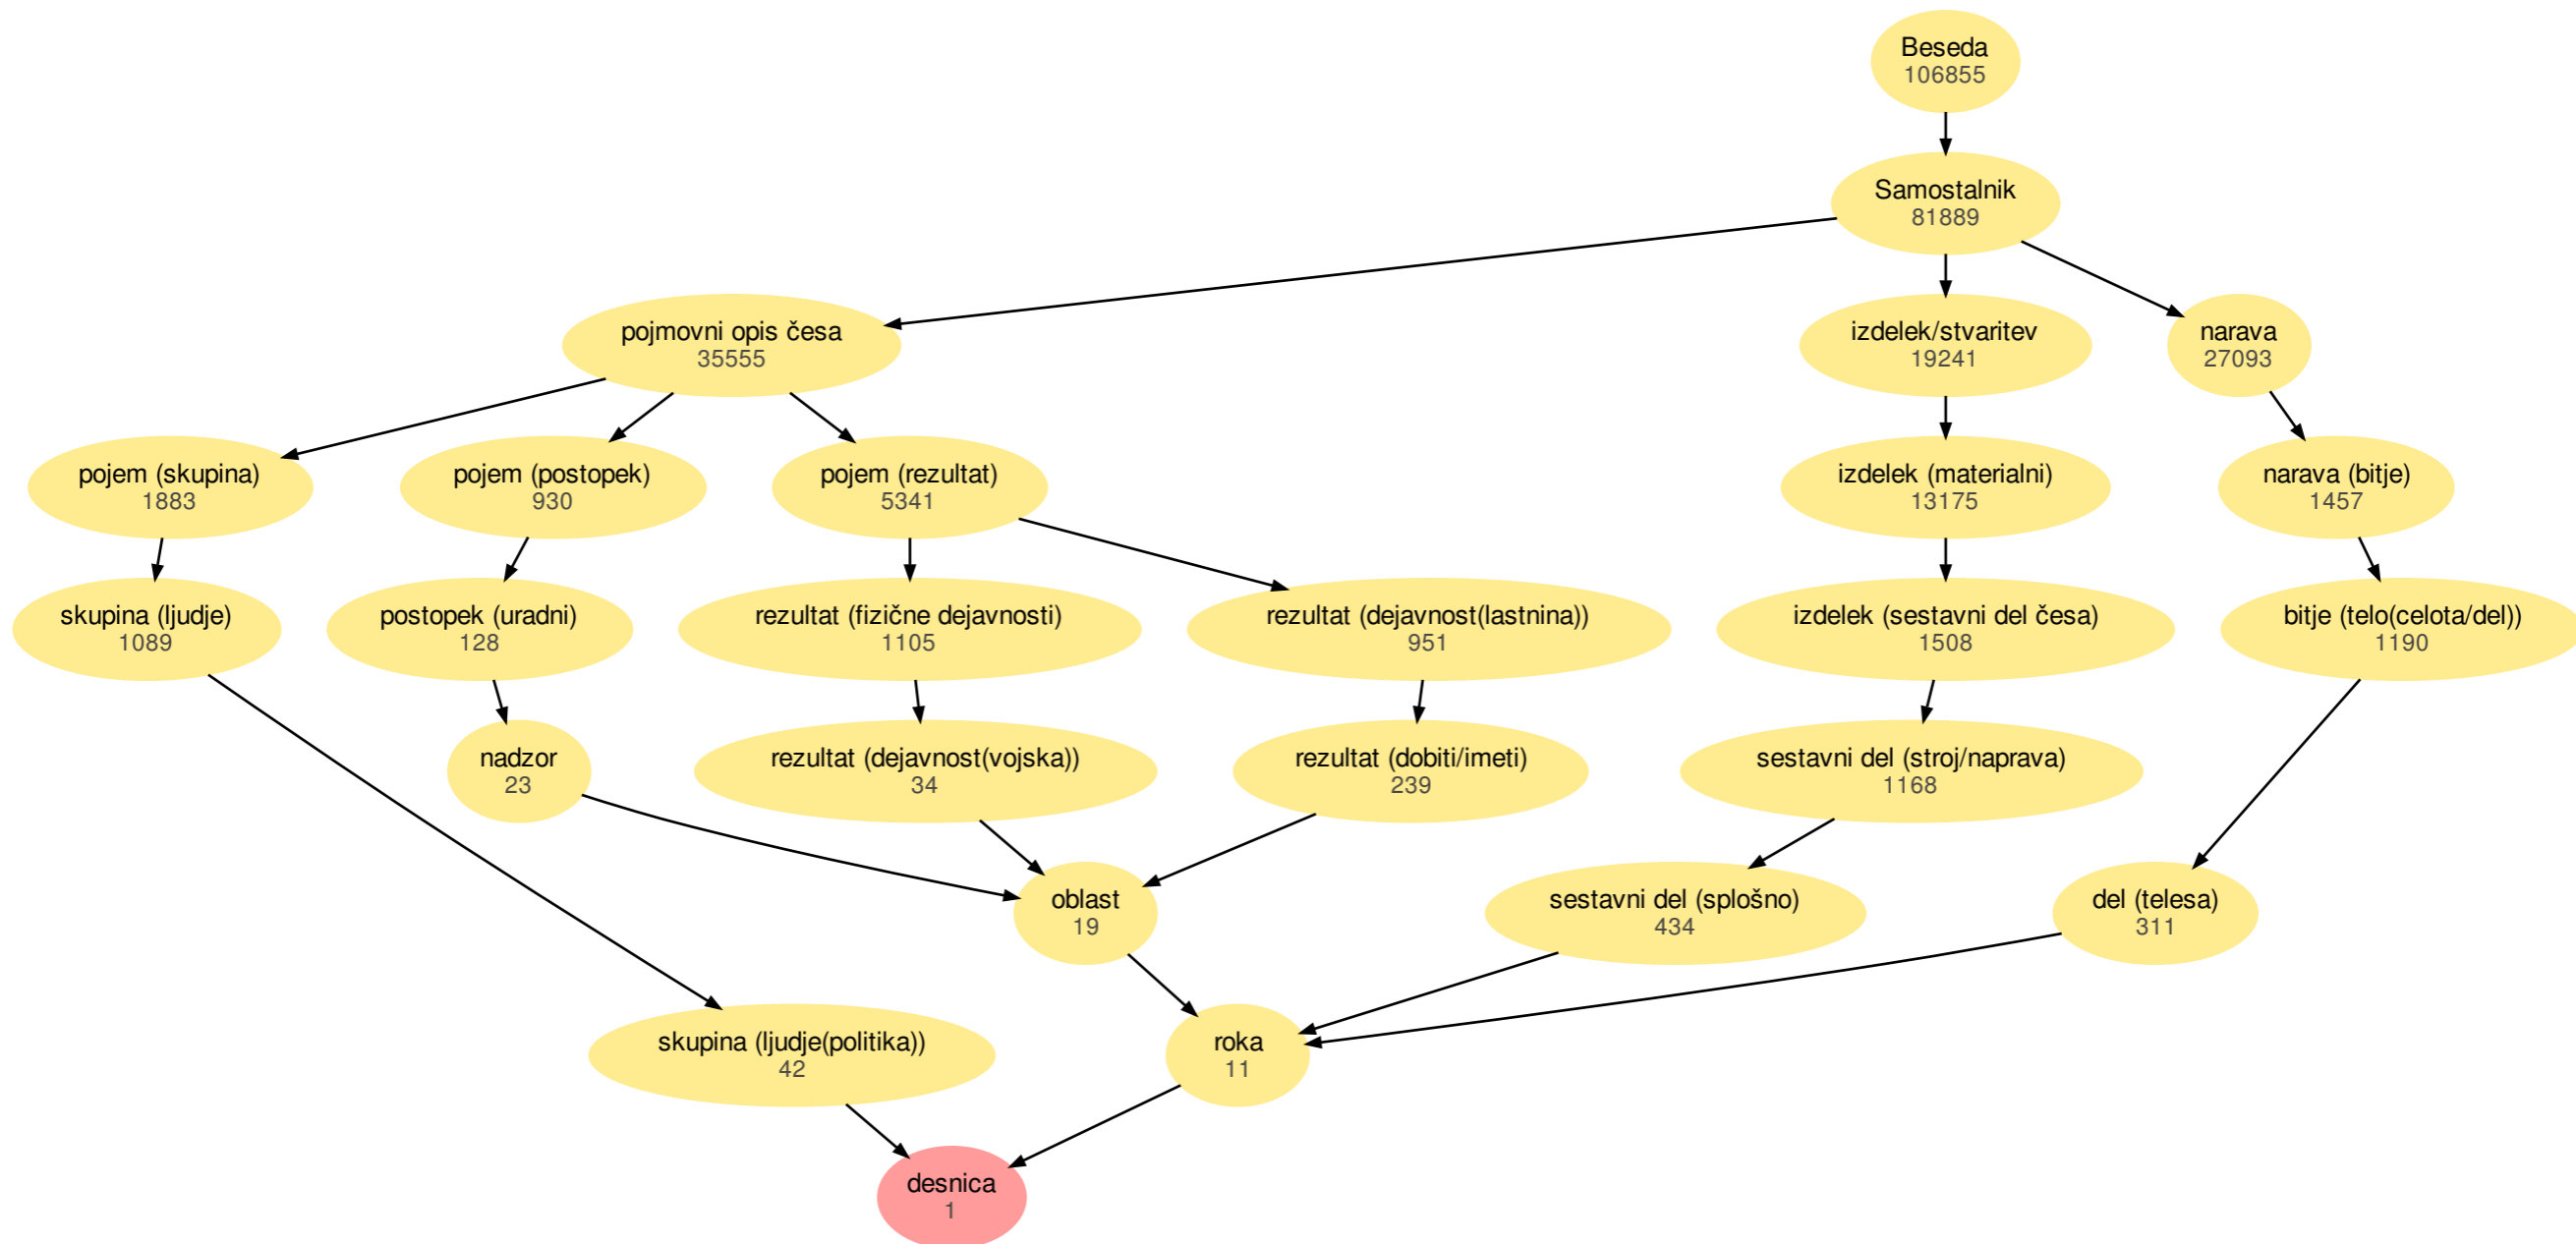 Beseda
106855
Samostalnik
81889
pojmovni opis česa
35555
izdelek/stvaritev
19241
narava
27093
pojem (skupina)
1883
pojem (postopek)
930
pojem (rezultat)
5341
izdelek (materialni)
13175
narava (bitje)
1457
skupina (ljudje)
1089
postopek (uradni)
128
rezultat (fizične dejavnosti)
1105
rezultat (dejavnost(lastnina))
951
izdelek (sestavni del česa)
1508
bitje (telo(celota/del))
1190
nadzor
23
rezultat (dejavnost(vojska))
34
rezultat (dobiti/imeti)
239
sestavni del (stroj/naprava)
1168
oblast
19
sestavni del (splošno)
434
del (telesa)
311
skupina (ljudje(politika))
42
roka
11
desnica
1